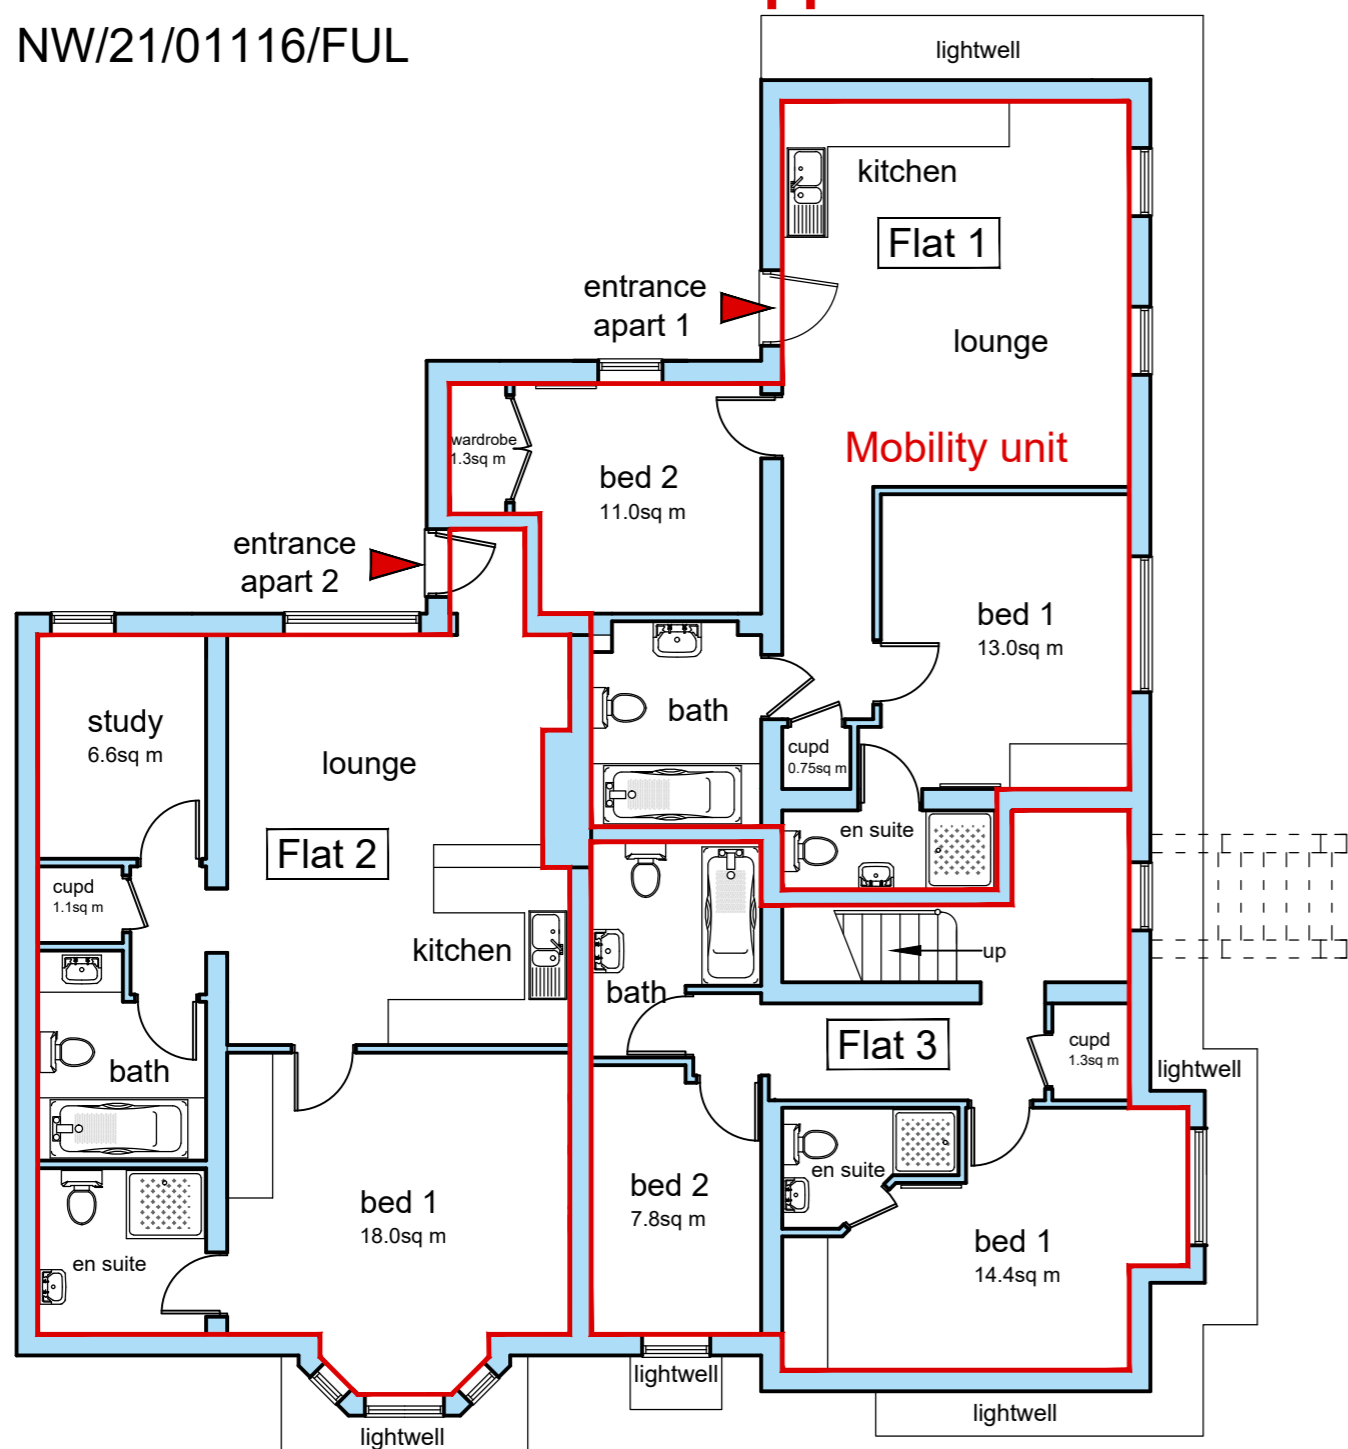 NW/21/01116/FUL
lightwell
kitchen
Flat 1
entrance
apart 1
lounge
Mobility unit
wardrobe
1.3sq m
bed 2
11.0sq m
entrance
apart 2
bed 1
13.0sq m
study
6.6sq m
lounge
bath
cupd
0.75sq m
en suite
Flat 2
cupd
1.1sq m
kitchen
up
bath
Flat 3
cupd
1.3sq m
lightwell
bath
en suite
bed 2
7.8sq m
bed 1
18.0sq m
en suite
bed 1
14.4sq m
lightwell
lightwell
lightwell